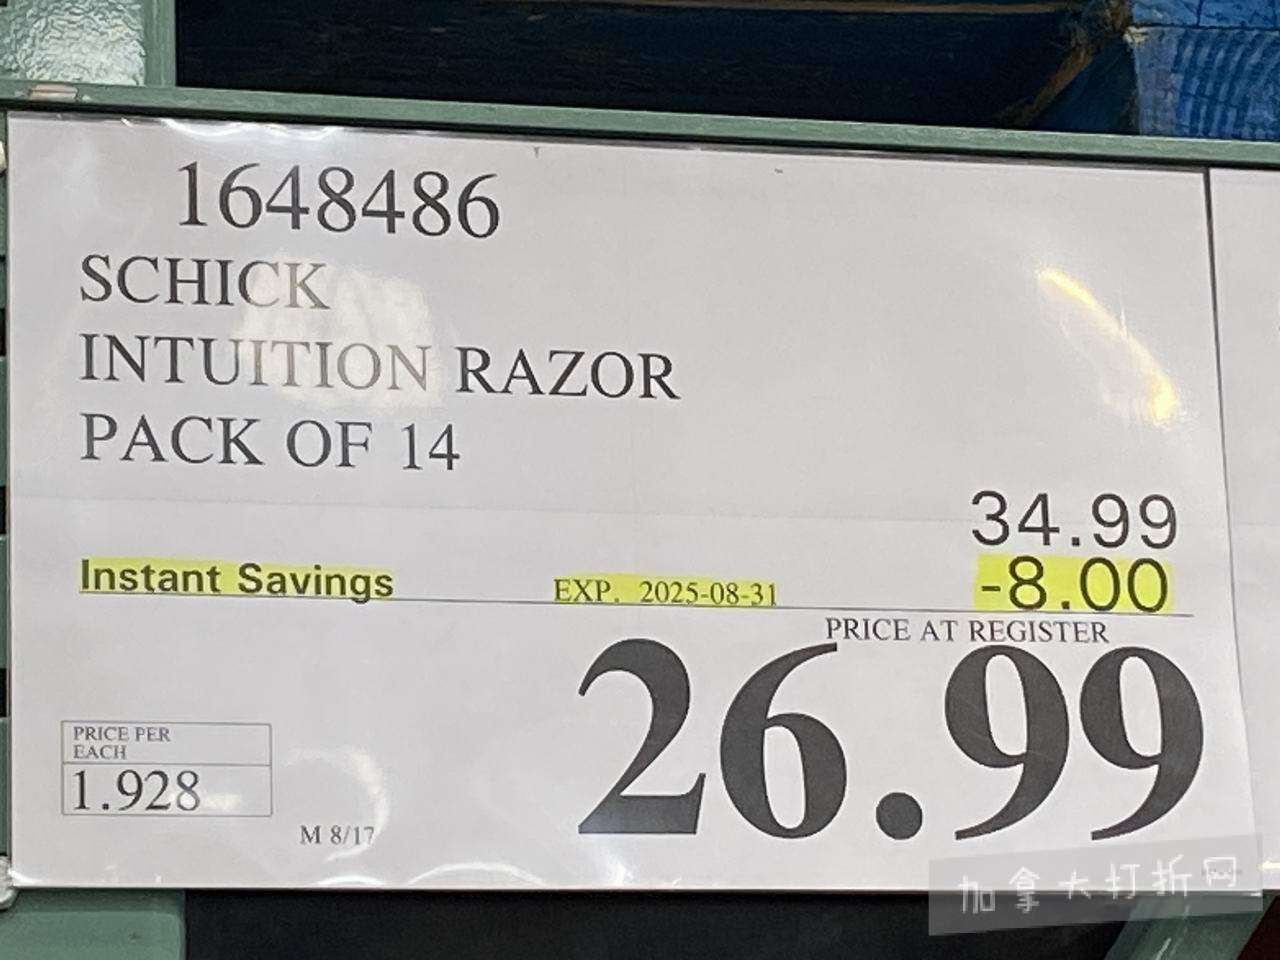 1648486
SCHICK
INTUITION RAZOR
PACK OF 14
34.99
Instant Savings EXP. 2025-08-31 -8.00
PRICE AT REGISTER
26.99
PRICE PER
EACH
1.928
M 8/17
加拿大打折网